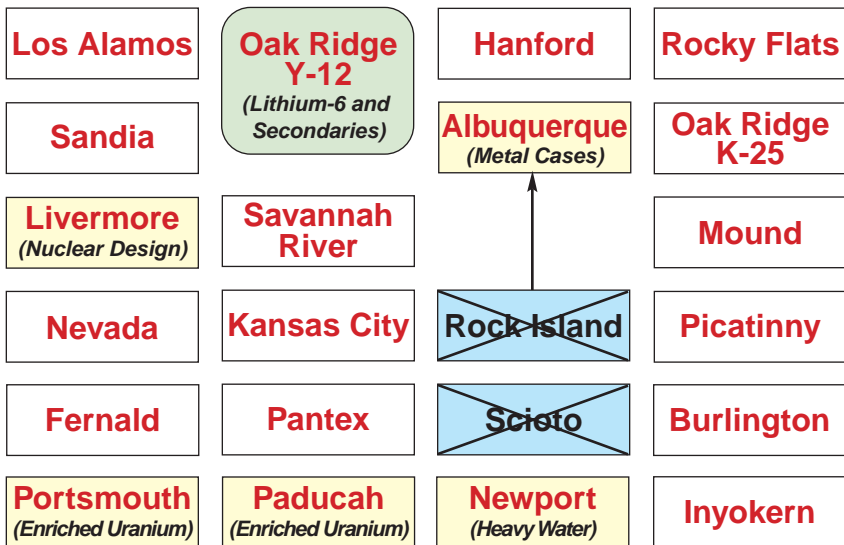 Los Alamos
Oak Ridge
Y-12
(Lithium-6 and
Secondaries)
Hanford
Rocky Flats
Sandia
Albuquerque
(Metal Cases)
Oak Ridge
K-25
Livermore
(Nuclear Design)
Savannah
River
Mound
Nevada
Kansas City
Rock Island
Picatinny
Fernald
Pantex
Scioto
Burlington
Portsmouth
(Enriched Uranium)
Paducah
(Enriched Uranium)
Newport
(Heavy Water)
Inyokern